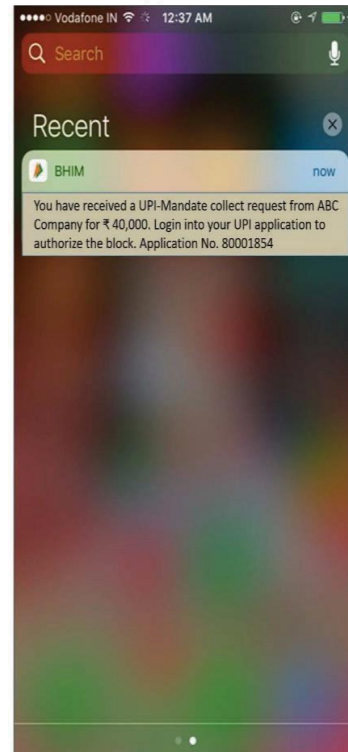 Vodafone IN 12:37 AM
Search
Recent
BHIM now
You have received a UPI-Mandate collect request from ABC
Company for ₹ 40,000. Login into your UPI application to
authorize the block. Application No. 80001854